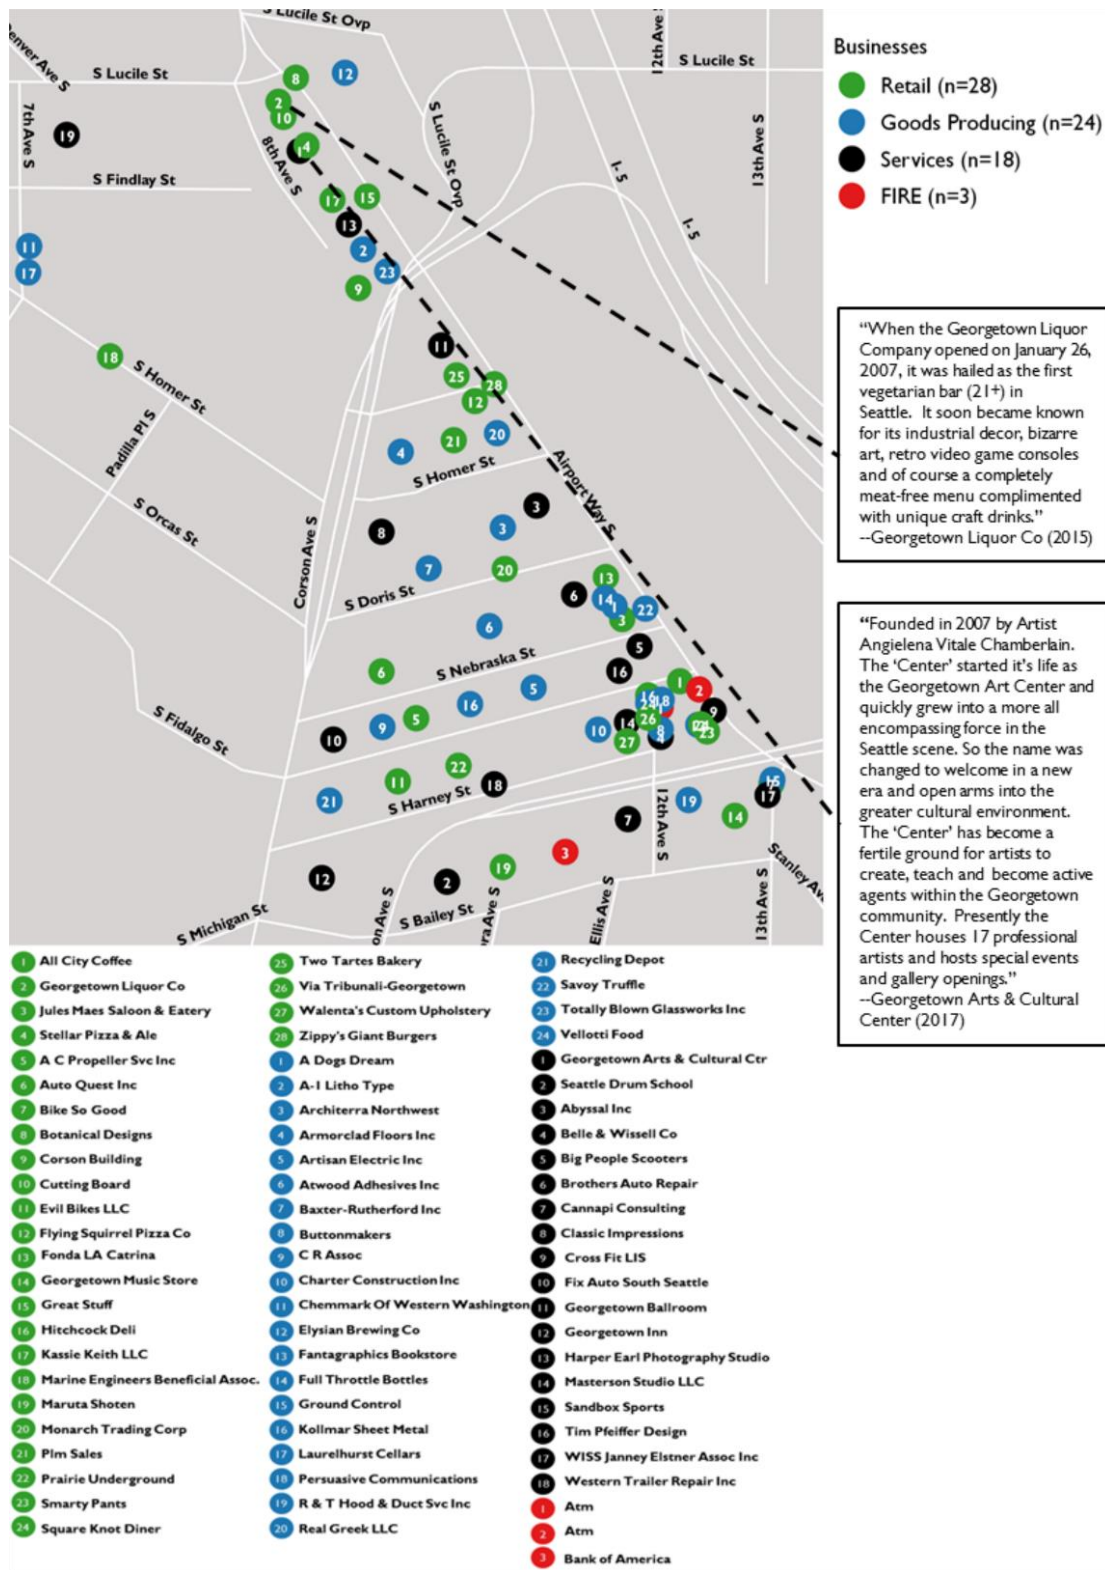 S Lucile St Ovp
Denver Ave S
S Lucile St
12th Ave S
S Lucile St
7th Ave S
S Lucile St Ovp
8th Ave S
S Findlay St
13th Ave S
I-5
I-5
S Homer St
Padilla Pl S
S Homer St
Airport Way S
S Orcas St
Corson Ave S
S Doris St
S Nebraska St
S Fidalgo St
S Harney St
12th Ave S
Stanley Av
S Michigan St
on Ave S
S Bailey St
ra Ave S
Ellis Ave S
13th Ave S
Businesses
Retail (n=28)
Goods Producing (n=24)
Services (n=18)
FIRE (n=3)
“When the Georgetown Liquor
Company opened on January 26,
2007, it was hailed as the first
vegetarian bar (21+) in
Seattle. It soon became known
for its industrial decor, bizarre
art, retro video game consoles
and of course a completely
meat-free menu complimented
with unique craft drinks.”
--Georgetown Liquor Co (2015)
“Founded in 2007 by Artist
Angielena Vitale Chamberlain.
The ‘Center’ started it’s life as
the Georgetown Art Center and
quickly grew into a more all
encompassing force in the
Seattle scene. So the name was
changed to welcome in a new
era and open arms into the
greater cultural environment.
The ‘Center’ has become a
fertile ground for artists to
create, teach and become active
agents within the Georgetown
community. Presently the
Center houses 17 professional
artists and hosts special events
and gallery openings.”
--Georgetown Arts & Cultural
Center (2017)
1 All City Coffee
2 Georgetown Liquor Co
3 Jules Maes Saloon & Eatery
4 Stellar Pizza & Ale
5 A C Propeller Svc Inc
6 Auto Quest Inc
7 Bike So Good
8 Botanical Designs
9 Corson Building
10 Cutting Board
11 Evil Bikes LLC
12 Flying Squirrel Pizza Co
13 Fonda LA Catrina
14 Georgetown Music Store
15 Great Stuff
16 Hitchcock Deli
17 Kassie Keith LLC
18 Marine Engineers Beneficial Assoc.
19 Maruta Shoten
20 Monarch Trading Corp
21 Plm Sales
22 Prairie Underground
23 Smarty Pants
24 Square Knot Diner
25 Two Tartes Bakery
26 Via Tribunali-Georgetown
27 Walenta's Custom Upholstery
28 Zippy's Giant Burgers
1 A Dogs Dream
2 A-1 Litho Type
3 Architerra Northwest
4 Armorclad Floors Inc
5 Artisan Electric Inc
6 Atwood Adhesives Inc
7 Baxter-Rutherford Inc
8 Buttonmakers
9 C R Assoc
10 Charter Construction Inc
11 Chemmark Of Western Washington
12 Elysian Brewing Co
13 Fantagraphics Bookstore
14 Full Throttle Bottles
15 Ground Control
16 Kollmar Sheet Metal
17 Laurelhurst Cellars
18 Persuasive Communications
19 R & T Hood & Duct Svc Inc
20 Real Greek LLC
21 Recycling Depot
22 Savoy Truffle
23 Totally Blown Glassworks Inc
24 Vellotti Food
1 Georgetown Arts & Cultural Ctr
2 Seattle Drum School
3 Abyssal Inc
4 Belle & Wissell Co
5 Big People Scooters
6 Brothers Auto Repair
7 Cannapi Consulting
8 Classic Impressions
9 Cross Fit LIS
10 Fix Auto South Seattle
11 Georgetown Ballroom
12 Georgetown Inn
13 Harper Earl Photography Studio
14 Masterson Studio LLC
15 Sandbox Sports
16 Tim Pfeiffer Design
17 WISS Janney Elstner Assoc Inc
18 Western Trailer Repair Inc
1 Atm
2 Atm
3 Bank of America